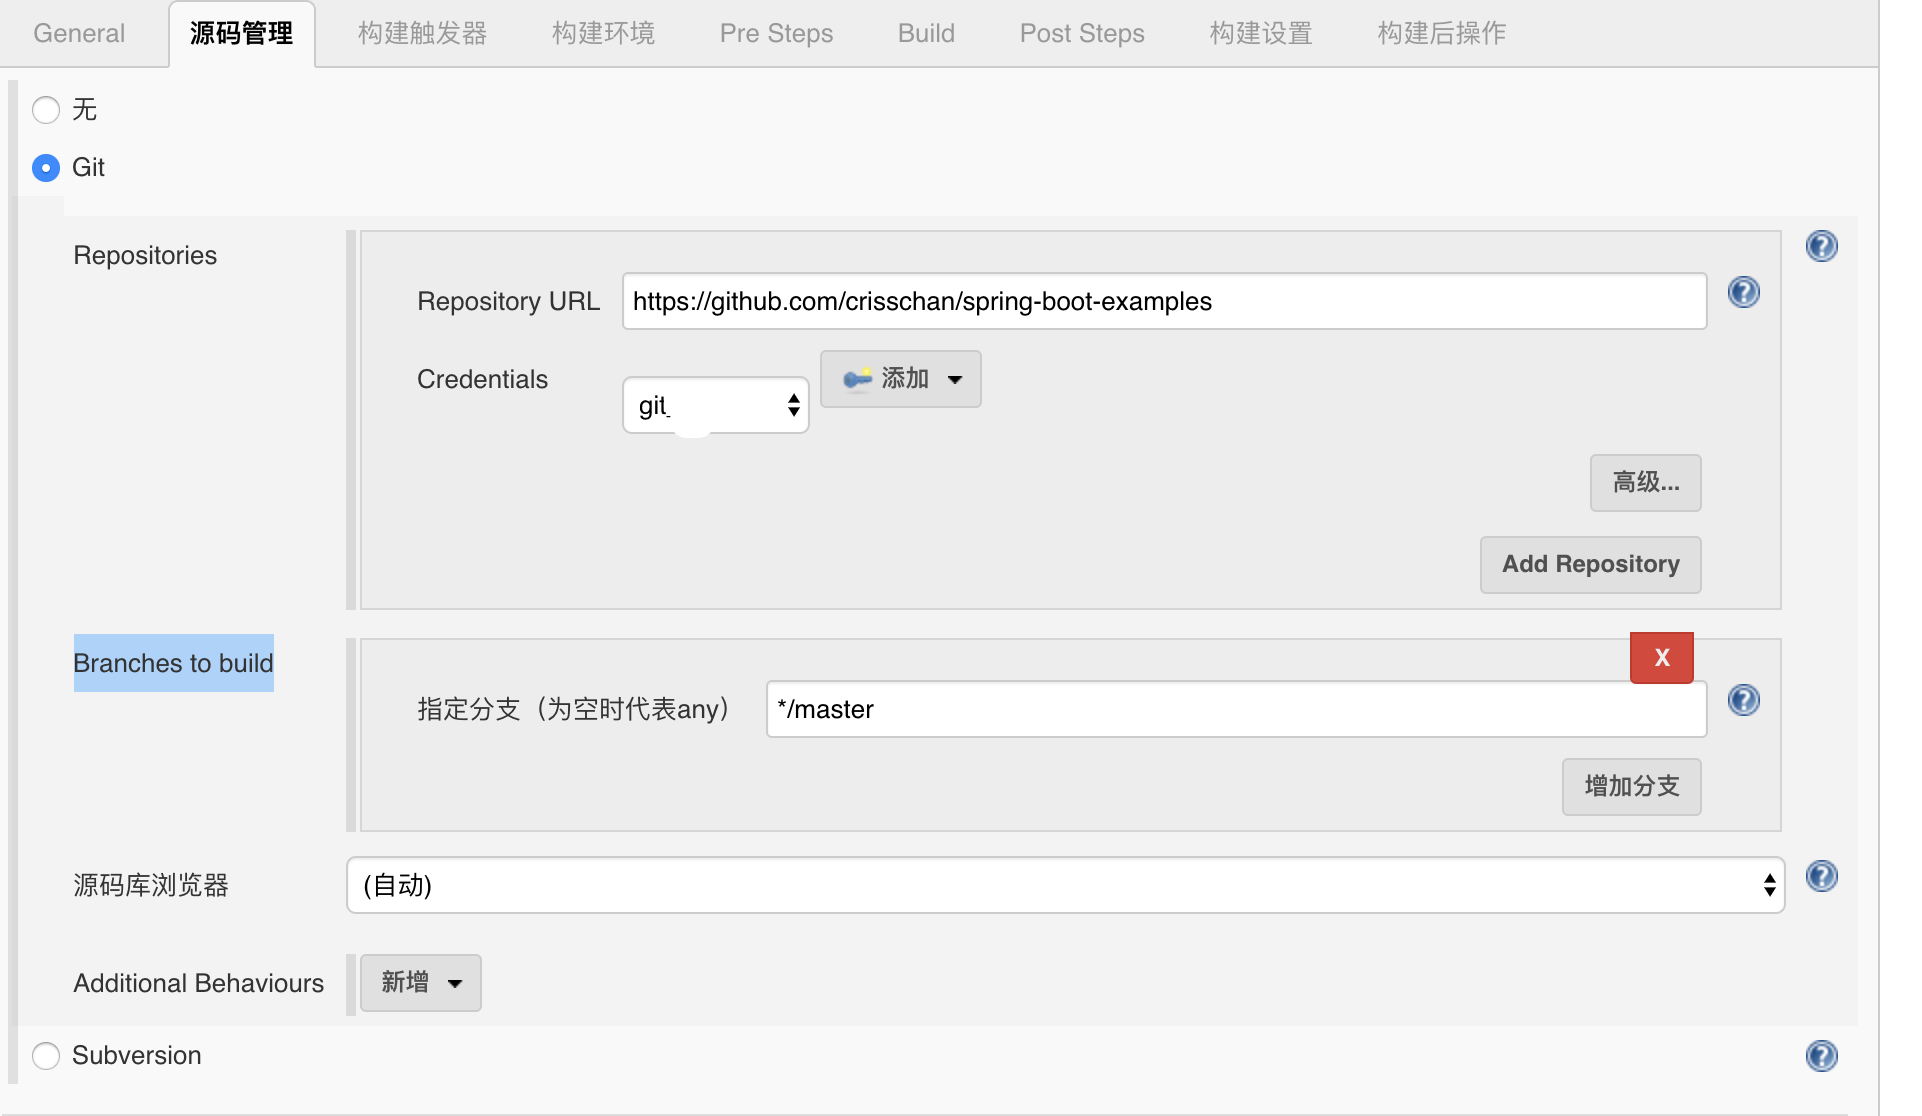 General 源码管理 构建触发器 构建环境 Pre Steps Build Post Steps 构建设置 构建后操作
无
Git
Repositories
Repository URL https://github.com/crisschan/spring-boot-examples
Credentials git_ 添加
高级...
Add Repository
Branches to build X
指定分支（为空时代表any） */master
增加分支
源码库浏览器 (自动)
Additional Behaviours 新增
Subversion